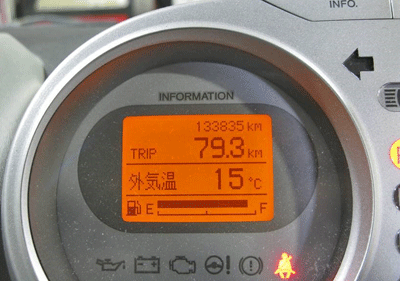 INFO.
INFORMATION
133835 KM
TRIP 79.3 KM
外気温 15 °C
E F